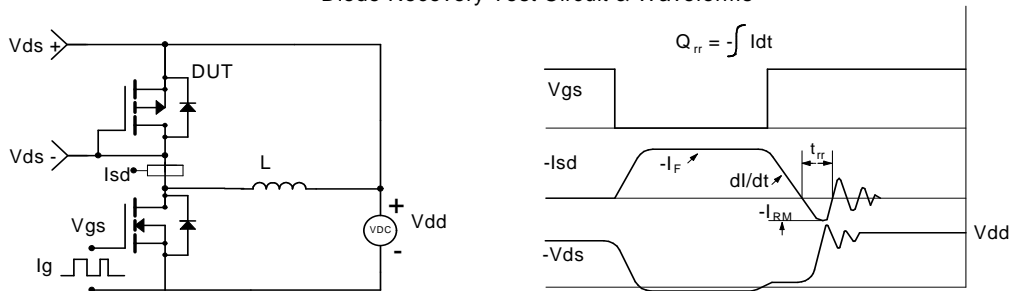 Diode Recovery Test Circuit & Waveforms
Vds +
DUT
Vds -
Isd
L
Vgs
Ig
VDC
+
-
Vdd
Q rr = -∫ Idt
Vgs
-Isd
-I F
dI/dt
t rr
-I RM
Vdd
-Vds